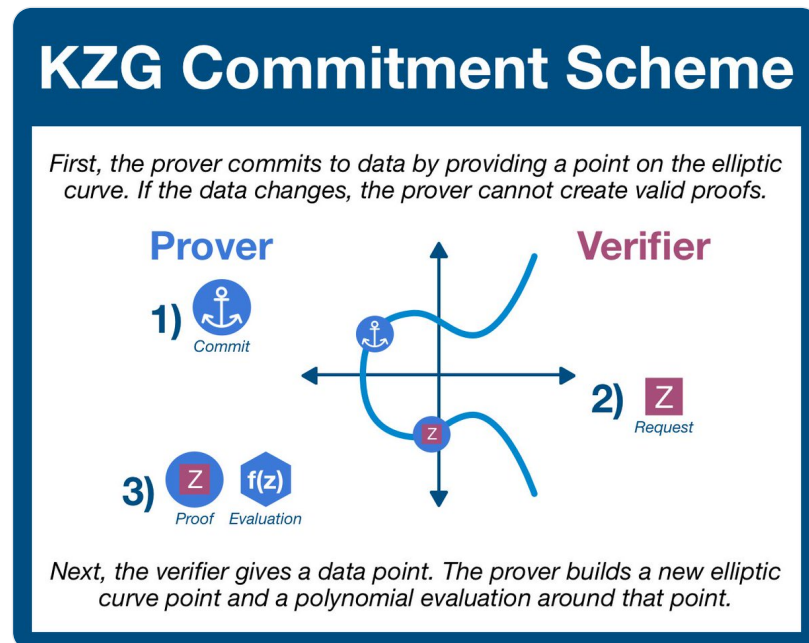 KZG Commitment Scheme
First, the prover commits to data by providing a point on the elliptic
curve. If the data changes, the prover cannot create valid proofs.
Prover
Verifier
1)
Commit
2) Z
Request
Z
3) Z f(z)
Proof Evaluation
Next, the verifier gives a data point. The prover builds a new elliptic
curve point and a polynomial evaluation around that point.